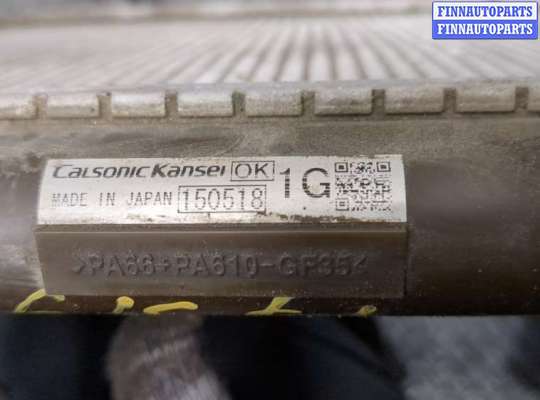 FINNAUTOPARTS
FINNAUTOPARTS
CalsonicKansei OK 1G
MADE IN JAPAN 150518
>PA66+PA610-GF35<